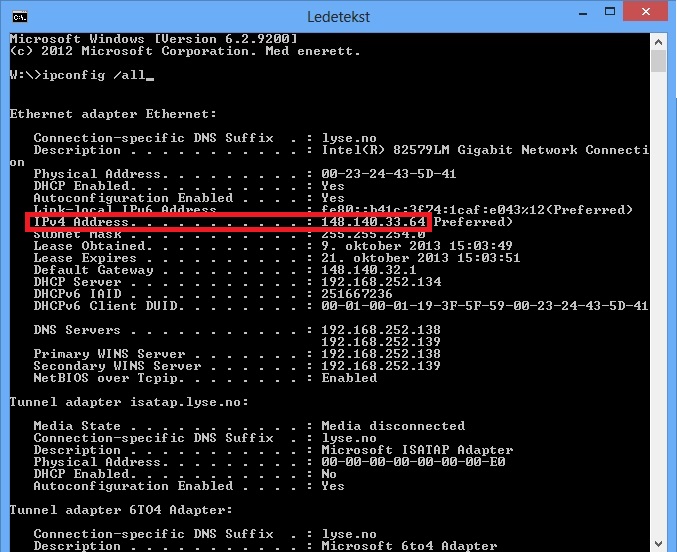 Ledetekst
Microsoft Windows [Version 6.2.9200]
(c) 2012 Microsoft Corporation. Med enerett.
W:\>ipconfig /all_
Ethernet adapter Ethernet:
Connection-specific DNS Suffix . : lyse.no
Description . . . . . . . . . . . : Intel(R) 82579LM Gigabit Network Connecti
on
Physical Address. . . . . . . . . : 00-23-24-43-5D-41
DHCP Enabled. . . . . . . . . . . : Yes
Autoconfiguration Enabled . . . . : Yes
Link-local IPv6 Address . . . . . : fe80::b41c:3f74:1caf:e043%12(Preferred)
IPv4 Address. . . . . . . . . . . : 148.140.33.64(Preferred)
Subnet Mask . . . . . . . . . . . : 255.255.254.0
Lease Obtained. . . . . . . . . . : 9. oktober 2013 15:03:49
Lease Expires . . . . . . . . . . : 21. oktober 2013 15:03:51
Default Gateway . . . . . . . . . : 148.140.32.1
DHCP Server . . . . . . . . . . . : 192.168.252.134
DHCPv6 IAID . . . . . . . . . . . : 251667236
DHCPv6 Client DUID. . . . . . . . : 00-01-00-01-19-3F-5F-59-00-23-24-43-5D-41
DNS Servers . . . . . . . . . . . : 192.168.252.138
192.168.252.139
Primary WINS Server . . . . . . . : 192.168.252.138
Secondary WINS Server . . . . . . : 192.168.252.139
NetBIOS over Tcpip. . . . . . . . : Enabled
Tunnel adapter isatap.lyse.no:
Media State . . . . . . . . . . . : Media disconnected
Connection-specific DNS Suffix . : lyse.no
Description . . . . . . . . . . . : Microsoft ISATAP Adapter
Physical Address. . . . . . . . . : 00-00-00-00-00-00-00-E0
DHCP Enabled. . . . . . . . . . . : No
Autoconfiguration Enabled . . . . : Yes
Tunnel adapter 6TO4 Adapter:
Connection-specific DNS Suffix . : lyse.no
Description . . . . . . . . . . . : Microsoft 6to4 Adapter